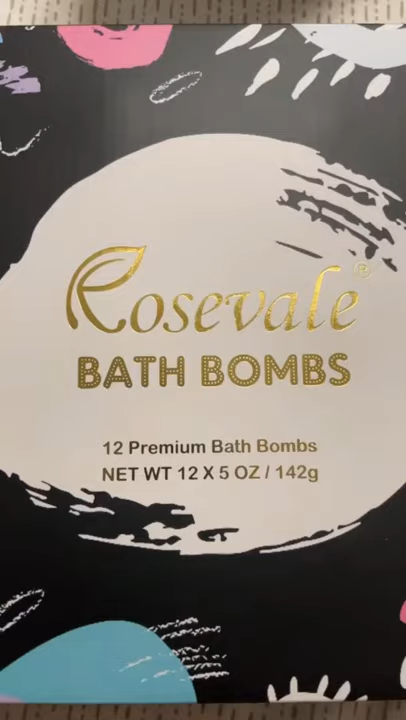 Rosevale®
BATH BOMBS
12 Premium Bath Bombs
NET WT 12 X 5 OZ / 142g